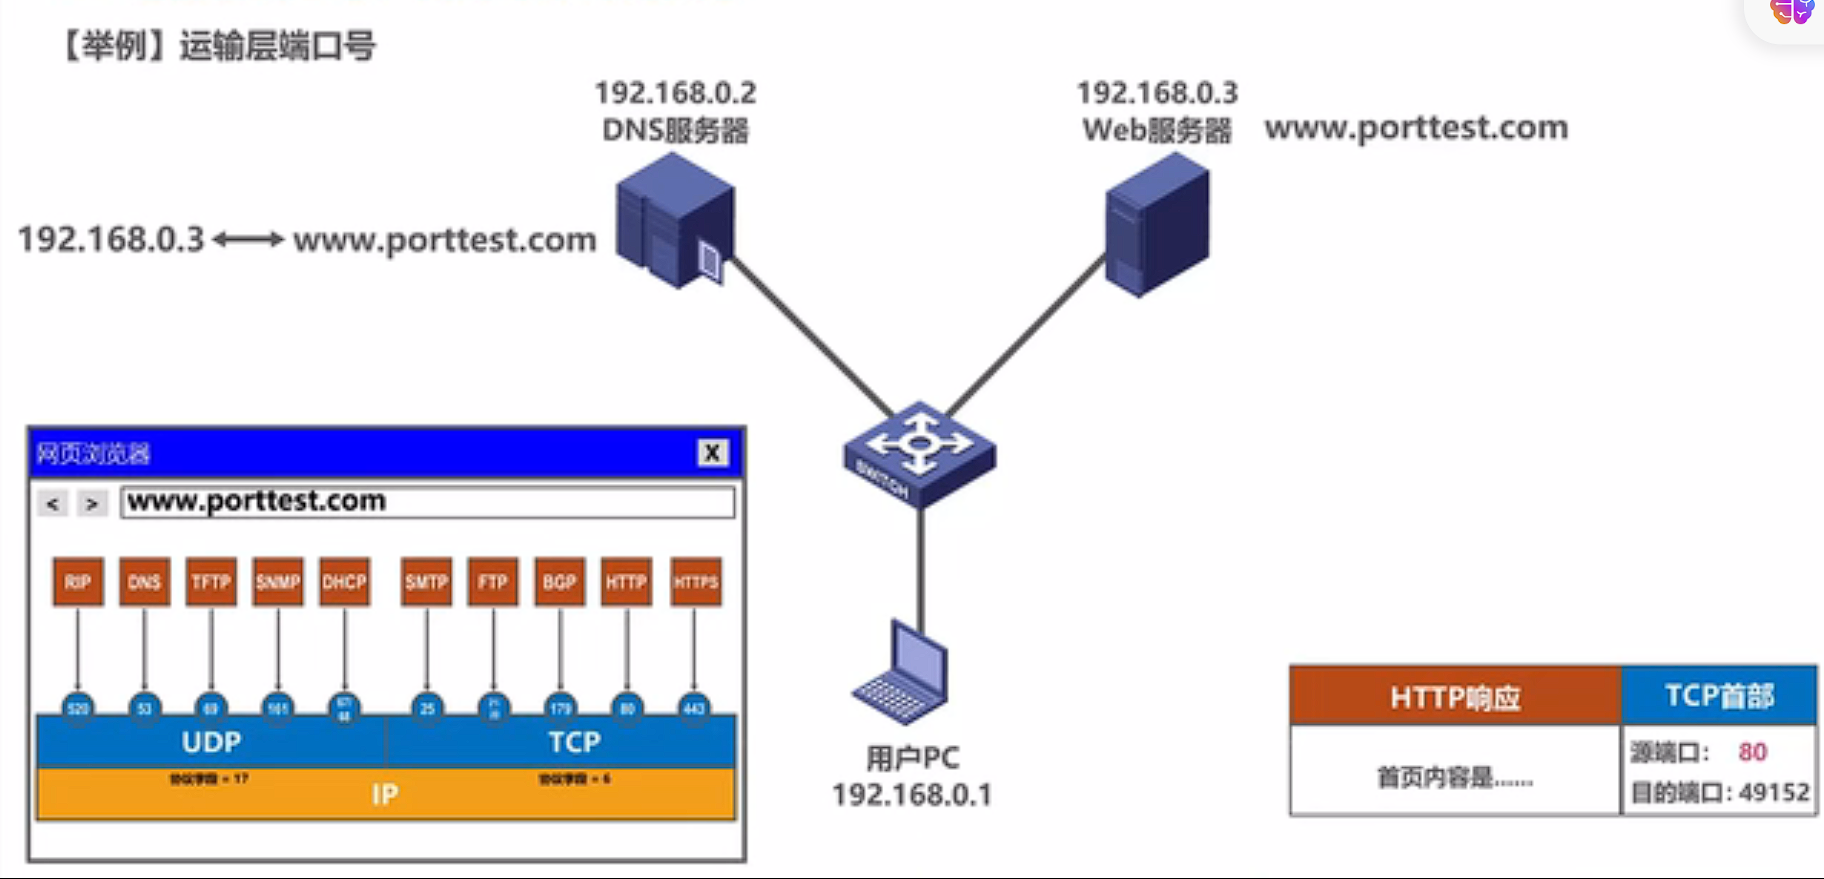 【举例】运输层端口号
192.168.0.2
DNS服务器
192.168.0.3
Web服务器
www.porttest.com
192.168.0.3
www.porttest.com
SWITCH
网页浏览器
X
<
>
www.porttest.com
RIP
DNS
TFTP
SNMP
DHCP
SMTP
FTP
BGP
HTTP
HTTPS
520
53
69
161
67/
68
25
179
80
443
UDP
TCP
协议字段 = 17
协议字段 = 6
IP
用户PC
192.168.0.1
HTTP响应
TCP首部
首页内容是......
源端口： 80
目的端口：49152